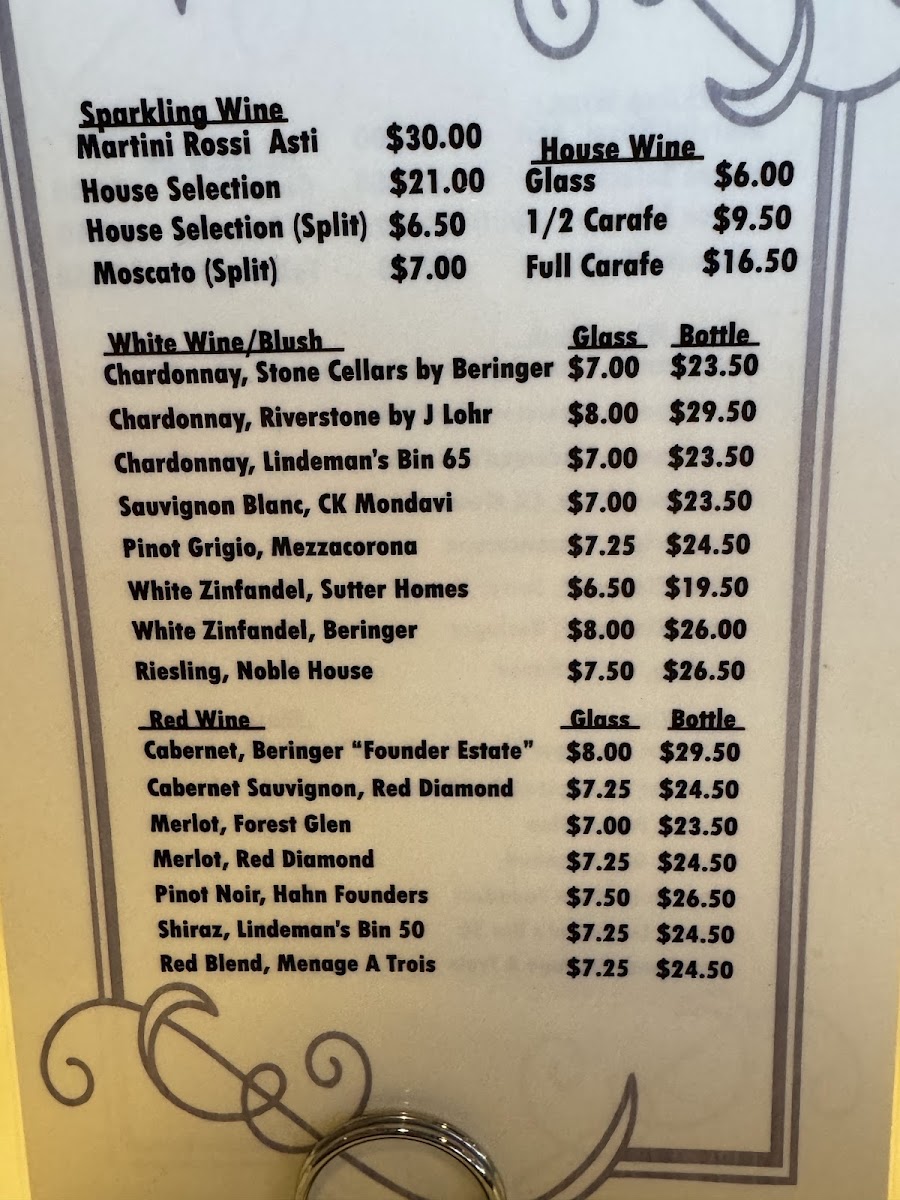 Sparkling Wine
Martini Rossi Asti $30.00
House Selection $21.00
House Selection (Split) $6.50
Moscato (Split) $7.00
House Wine
Glass $6.00
1/2 Carafe $9.50
Full Carafe $16.50
White Wine/Blush Glass Bottle
Chardonnay, Stone Cellars by Beringer $7.00 $23.50
Chardonnay, Riverstone by J Lohr $8.00 $29.50
Chardonnay, Lindeman's Bin 65 $7.00 $23.50
Sauvignon Blanc, CK Mondavi $7.00 $23.50
Pinot Grigio, Mezzacorona $7.25 $24.50
White Zinfandel, Sutter Homes $6.50 $19.50
White Zinfandel, Beringer $8.00 $26.00
Riesling, Noble House $7.50 $26.50
Red Wine Glass Bottle
Cabernet, Beringer “Founder Estate” $8.00 $29.50
Cabernet Sauvignon, Red Diamond $7.25 $24.50
Merlot, Forest Glen $7.00 $23.50
Merlot, Red Diamond $7.25 $24.50
Pinot Noir, Hahn Founders $7.50 $26.50
Shiraz, Lindeman's Bin 50 $7.25 $24.50
Red Blend, Menage A Trois $7.25 $24.50